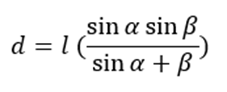 d = l (sin α sin β / sin α + β)